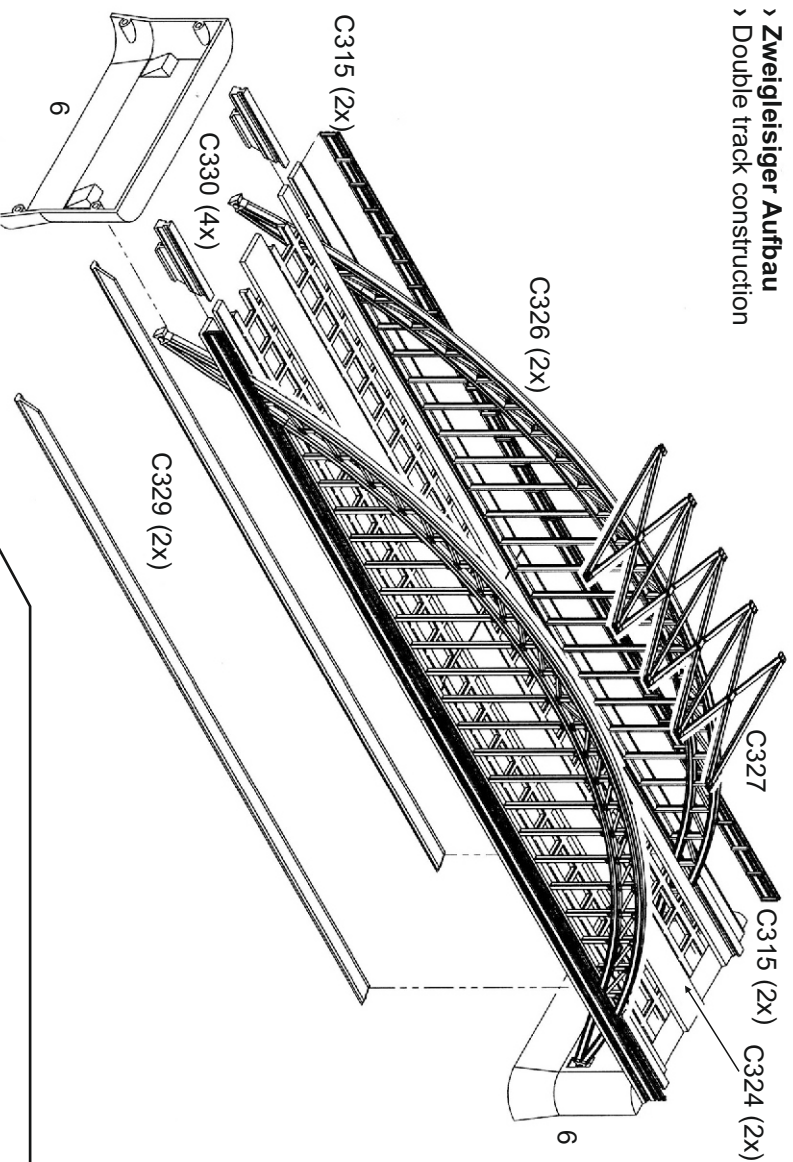 › Zweigleisiger Aufbau
› Double track construction
C315 (2x)
C326 (2x)
C327
C315 (2x)
C324 (2x)
C330 (4x)
C329 (2x)
6
6